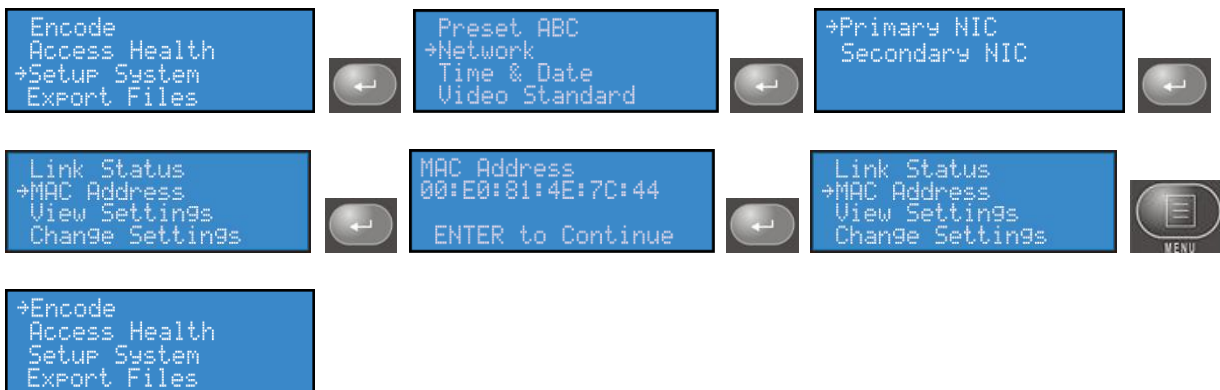 Encode
Access Health
→Setup System
Export Files
Preset ABC
→Network
Time & Date
Video Standard
→Primary NIC
Secondary NIC
Link Status
→MAC Address
View Settings
Change Settings
MAC Address
00:E0:81:4E:7C:44
ENTER to Continue
Link Status
→MAC Address
View Settings
Change Settings
MENU
→Encode
Access Health
Setup System
Export Files